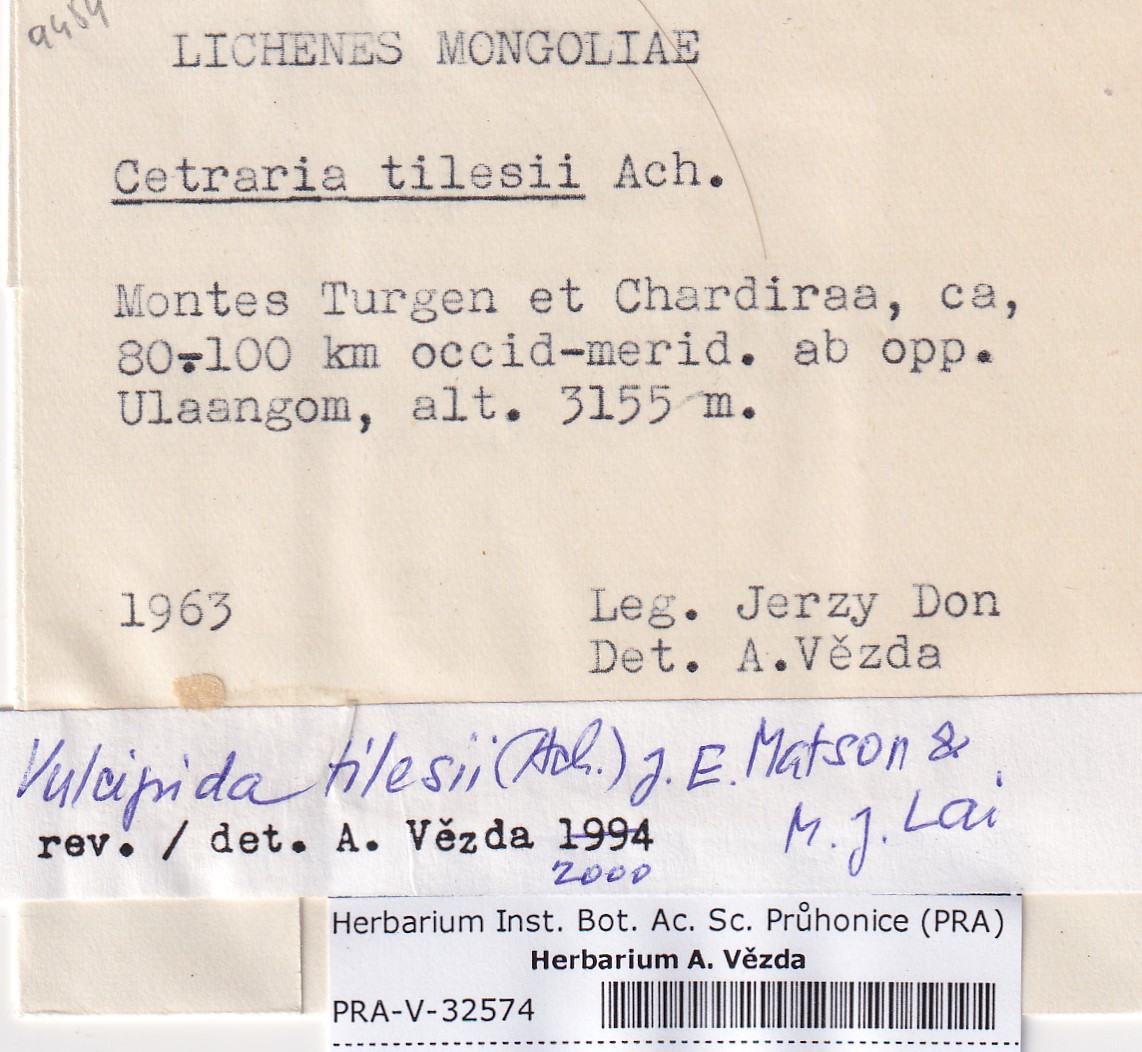 9454
LICHENES MONGOLIAE
Cetraria tilesii Ach.
Montes Turgen et Chardiraa, ca,
80-100 km occid-merid. ab opp.
Ulaangom, alt. 3155 m.
1963
Leg. Jerzy Don
Det. A.Vězda
Vulcipida tilesii (Ach.) J. E. Matson &
M. J. Lai
rev. / det. A. Vězda 1994
2000
Herbarium Inst. Bot. Ac. Sc. Průhonice (PRA)
Herbarium A. Vězda
PRA-V-32574